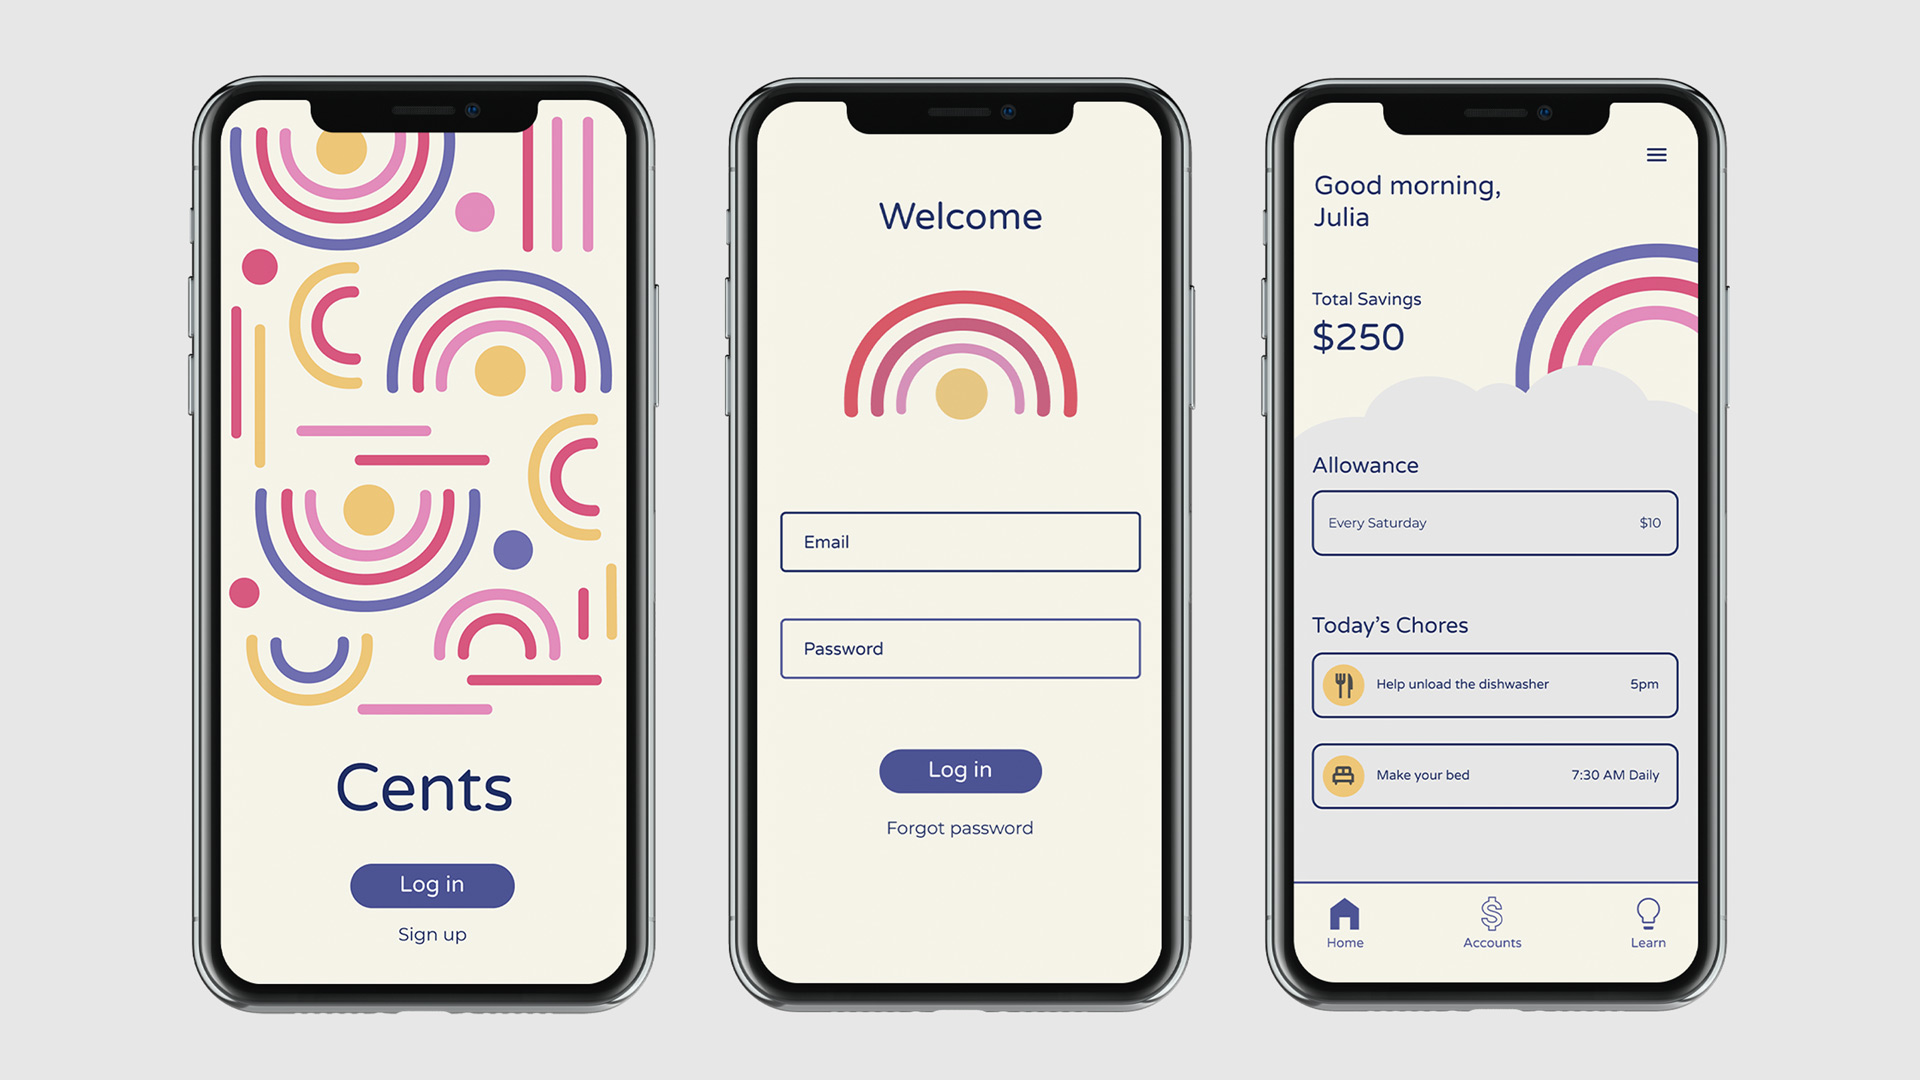 Cents
Log in
Sign up
Welcome
Email
Password
Log in
Forgot password
Good morning,
Julia
Total Savings
$250
Allowance
Every Saturday $10
Today’s Chores
Help unload the dishwasher 5pm
Make your bed 7:30 AM Daily
Home Accounts Learn